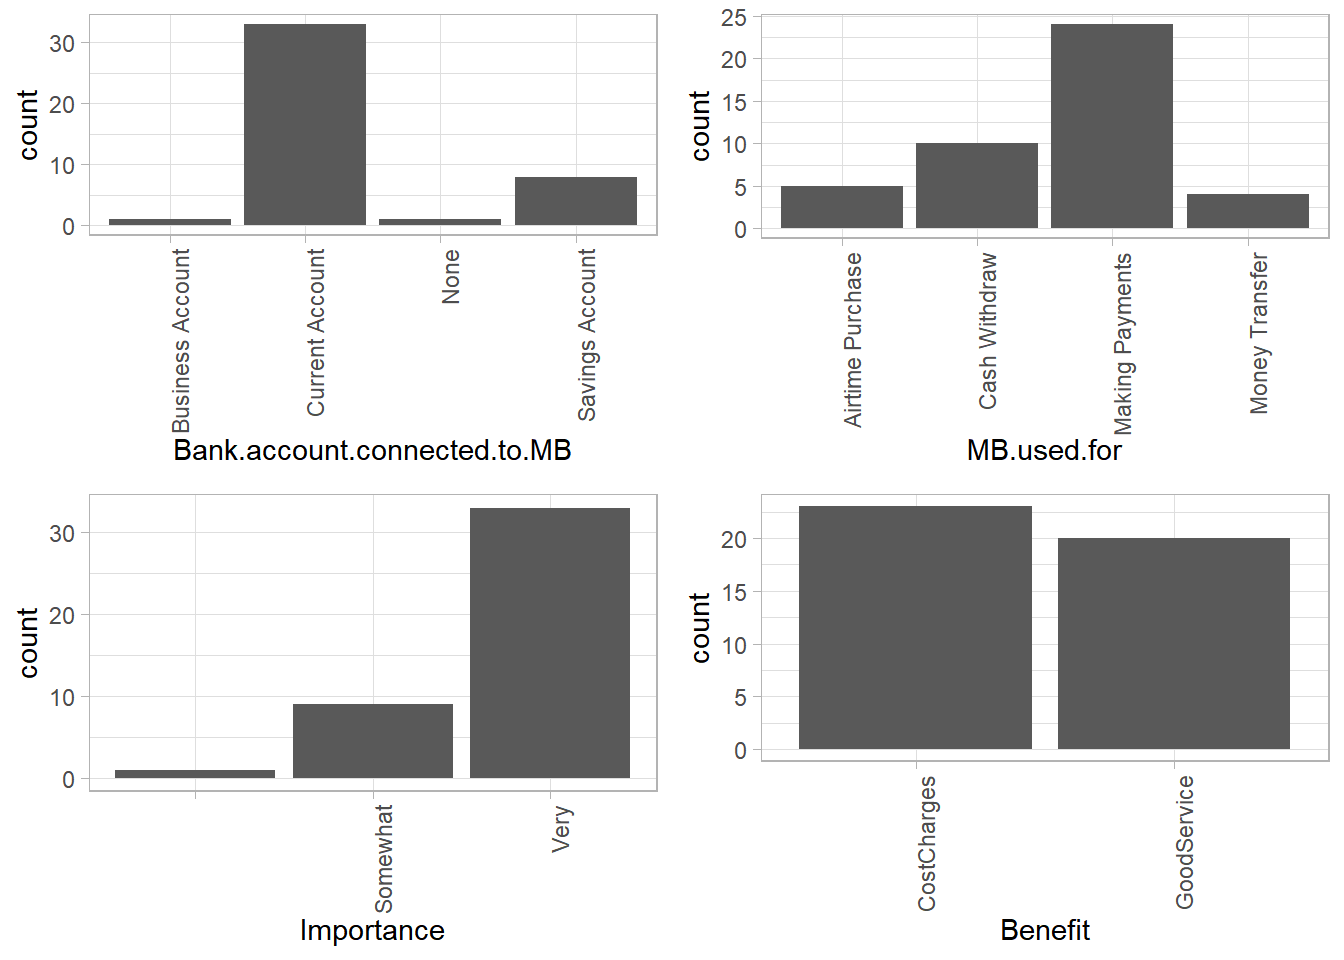 count
30
20
10
0
Business Account
Current Account
None
Savings Account
Bank.account.connected.to.MB
count
25
20
15
10
5
0
Airtime Purchase
Cash Withdraw
Making Payments
Money Transfer
MB.used.for
count
30
20
10
0
Somewhat
Very
Importance
count
20
15
10
5
0
CostCharges
GoodService
Benefit